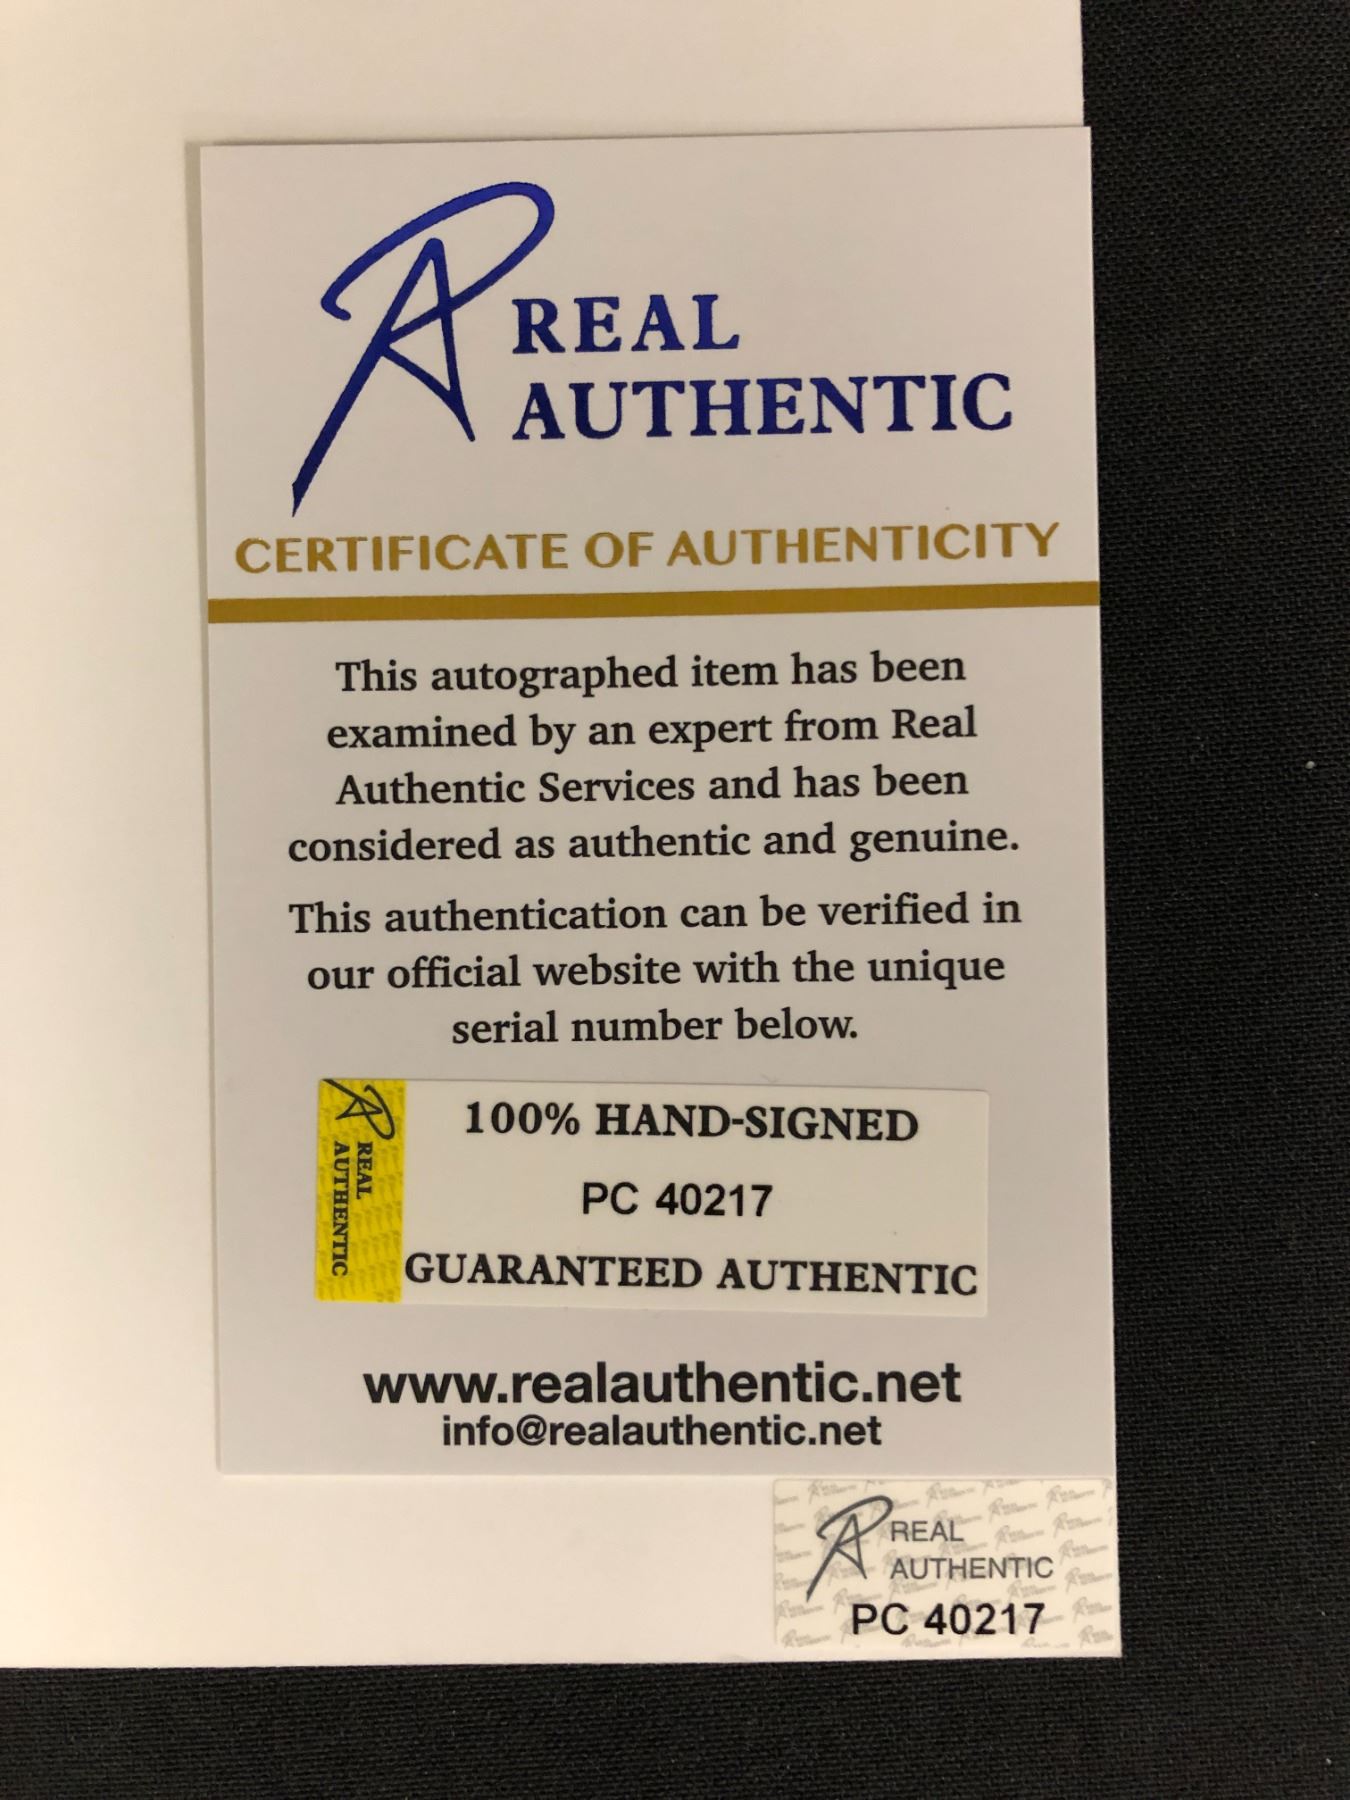 REAL
AUTHENTIC
CERTIFICATE OF AUTHENTICITY
This autographed item has been
examined by an expert from Real
Authentic Services and has been
considered as authentic and genuine.
This authentication can be verified in
our official website with the unique
serial number below.
REAL
AUTHENTIC
100% HAND-SIGNED
PC 40217
GUARANTEED AUTHENTIC
www.realauthentic.net
info@realauthentic.net
REAL
AUTHENTIC
PC 40217